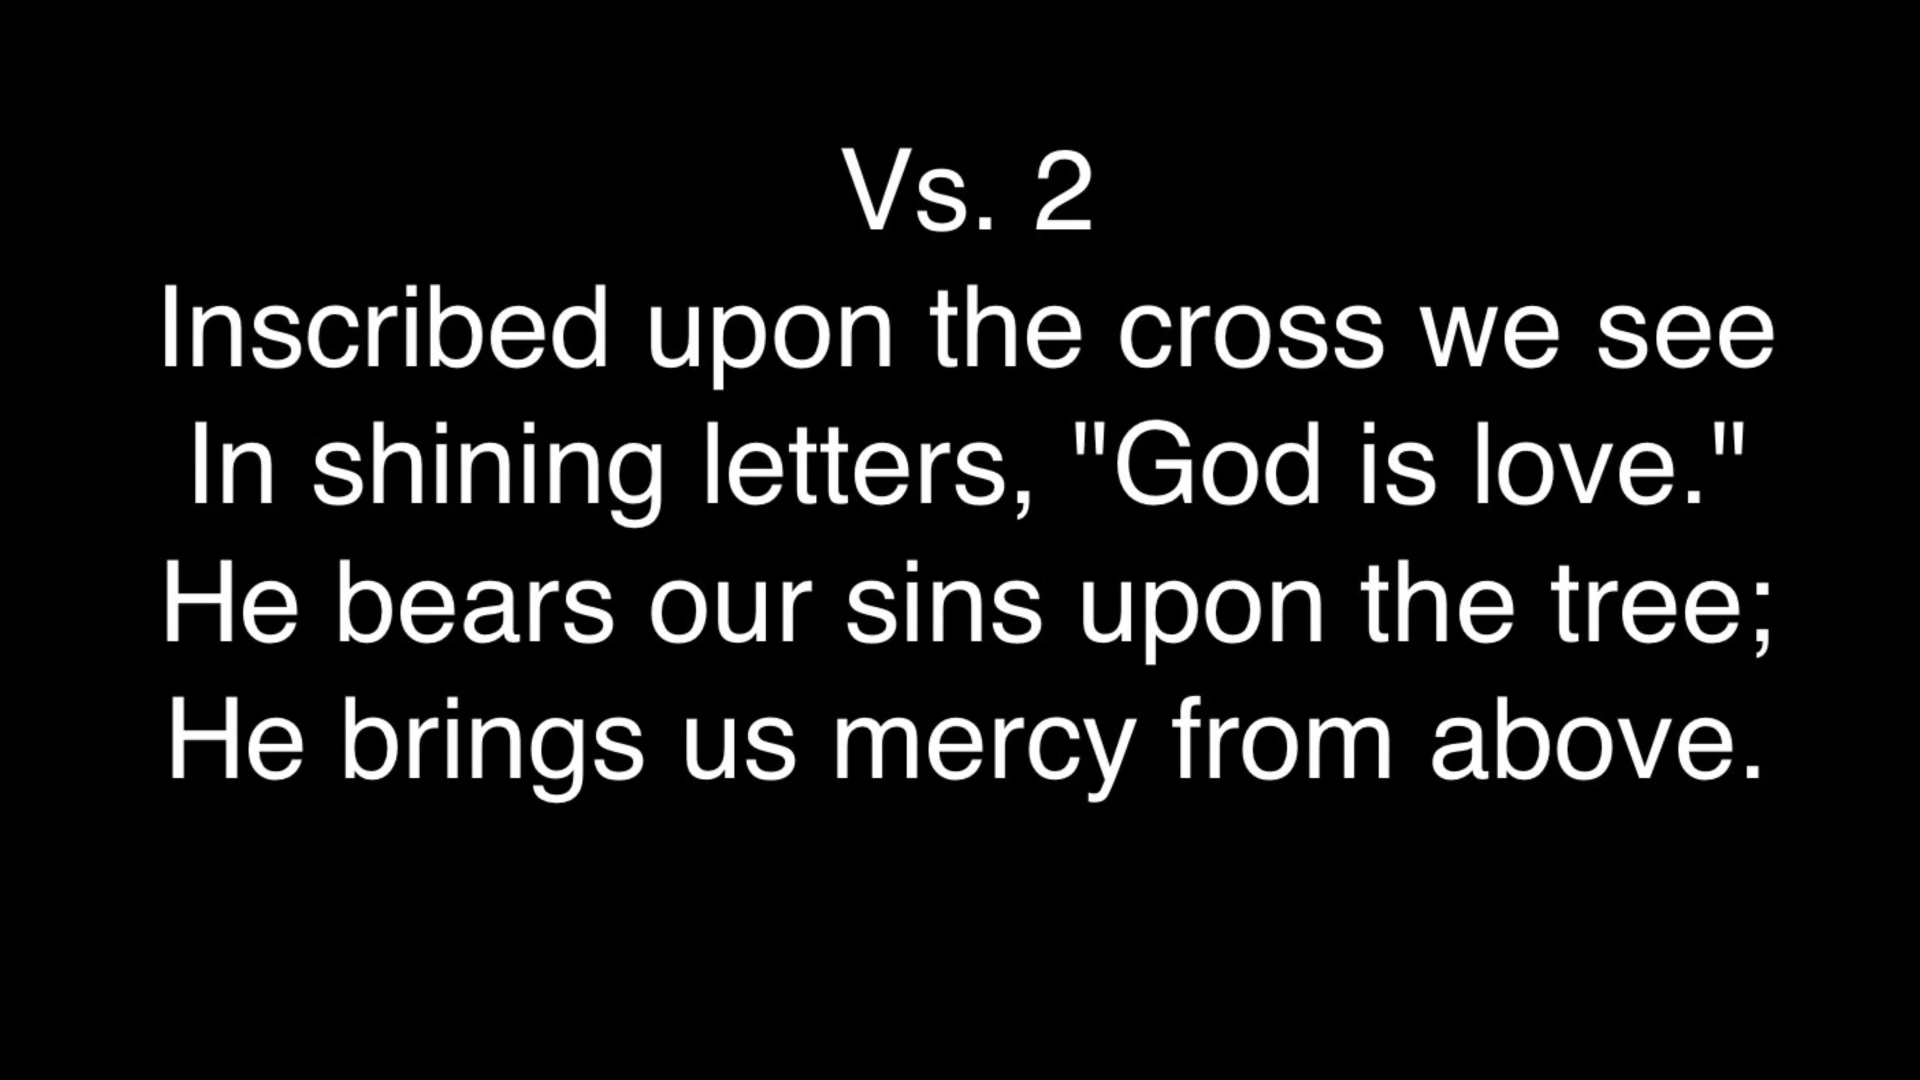 Vs. 2
Inscribed upon the cross we see
In shining letters, "God is love."
He bears our sins upon the tree;
He brings us mercy from above.